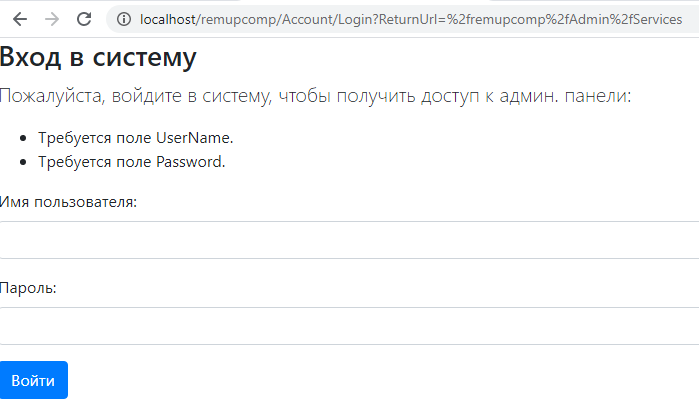 localhost/remupcomp/Account/Login?ReturnUrl=%2fremupcomp%2fAdmin%2fServices
Вход в систему
Пожалуйста, войдите в систему, чтобы получить доступ к админ. панели:
• Требуется поле UserName.
• Требуется поле Password.
Имя пользователя:
Пароль:
Войти